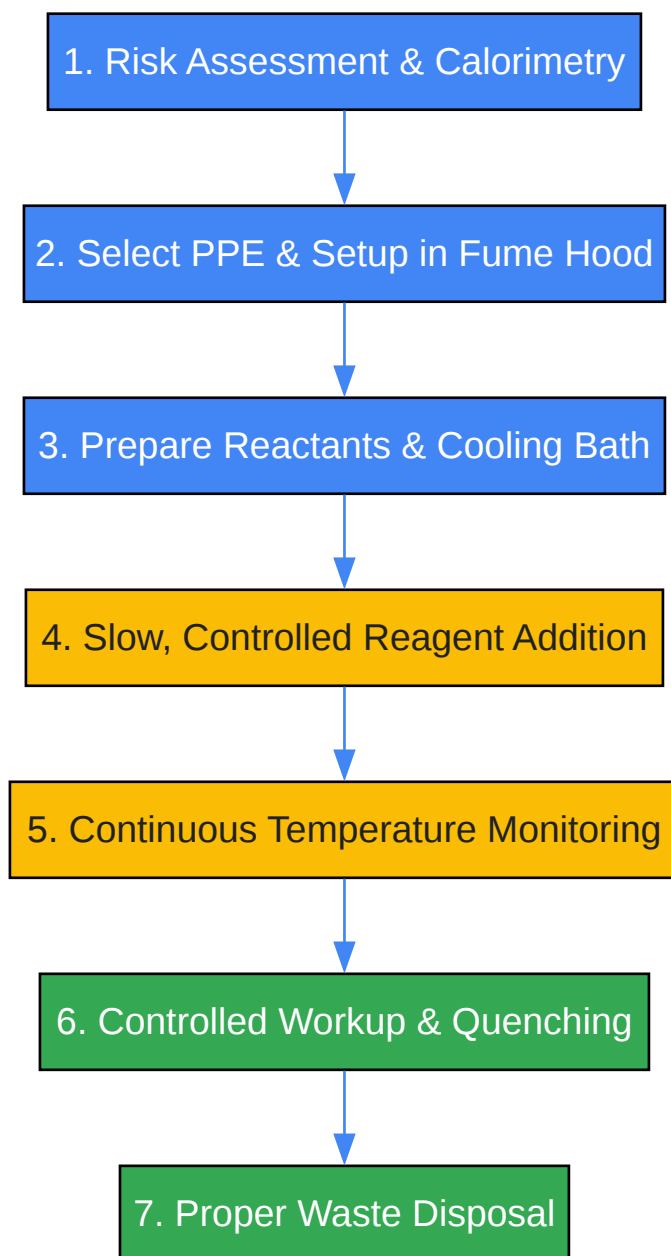 1. Risk Assessment & Calorimetry
2. Select PPE & Setup in Fume Hood
3. Prepare Reactants & Cooling Bath
4. Slow, Controlled Reagent Addition
5. Continuous Temperature Monitoring
6. Controlled Workup & Quenching
7. Proper Waste Disposal